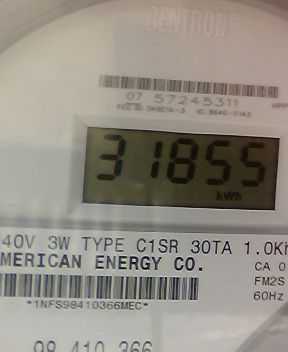 CENTRON
07 57245311
31855
kWh
40V 3W TYPE C1SR 30TA 1.0Kh
MERICAN ENERGY CO.
CA 0
FM2S
60Hz
*1NFS98410366MEC*
98 410 366